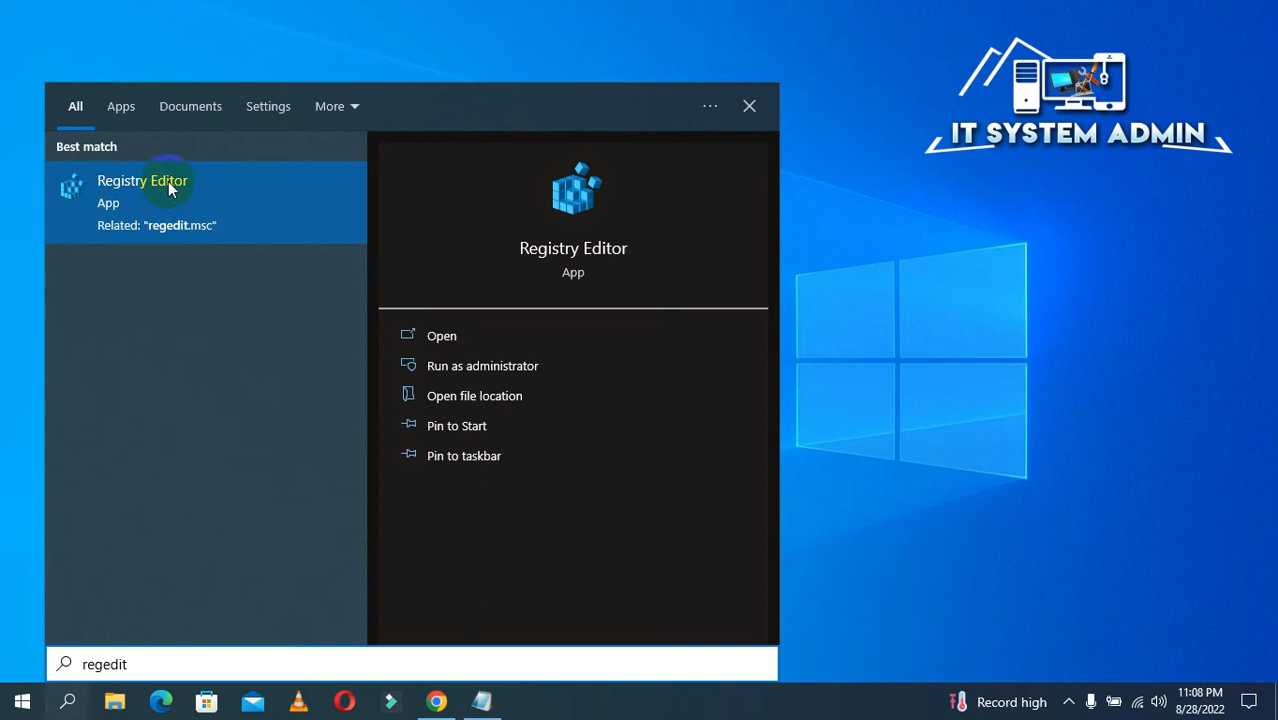 IT SYSTEM ADMIN
All Apps Documents Settings More ...
Best match
Registry Editor
App
Related: "regedit.msc"
Registry Editor
App
Open
Run as administrator
Open file location
Pin to Start
Pin to taskbar
regedit
Record high
11:08 PM
8/28/2022